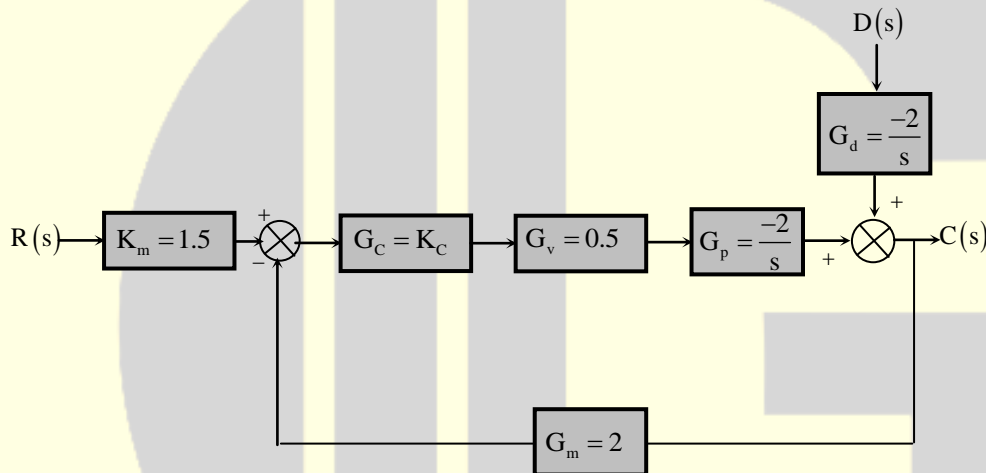 D(s)
G_d = -2/s
+
R(s)
K_m = 1.5
+
−
G_C = K_C
G_v = 0.5
G_p = -2/s
+
C(s)
G_m = 2